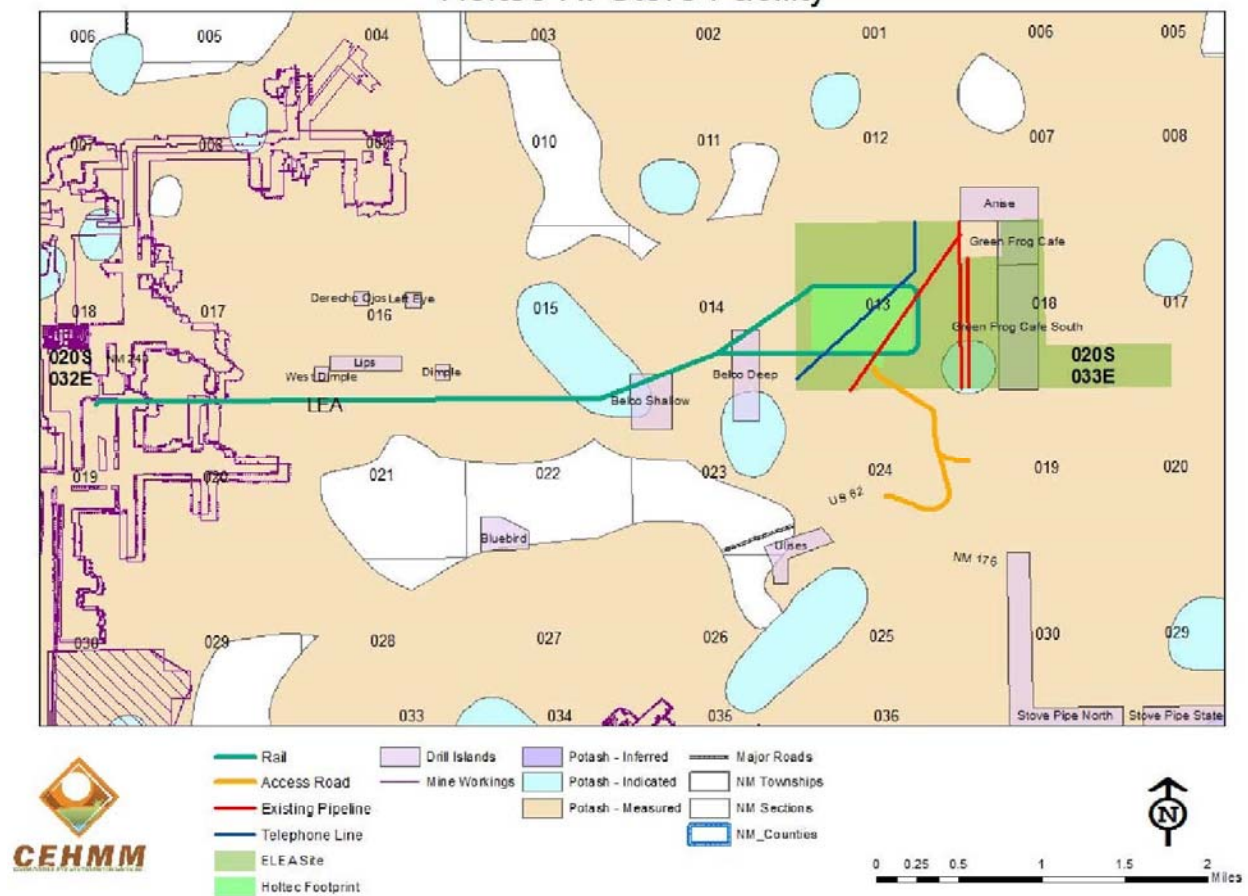 006 005 004 003 002 001 006 005
007 008 009 010 011 012 007 008
Anise
Green Frog Cafe
Derecho Ojos Left Eye
018 017 016 015 014 013 018 017
Green Frog Cafe South
020S
032E
NM 243
020S
033E
West Dimple Lips Dimple
Belco Deep
LEA
Belco Shallow
019 020 021 022 023 024 019 020
US 62
Bluebird
Ulises
NM 176
030 029 028 027 026 025 030 029
033 034 035 036
Stove Pipe North Stove Pipe State
Rail
Access Road
Existing Pipeline
Telephone Line
ELEA Site
Holtec Footprint
Drill Islands
Mine Workings
Potash - Inferred
Potash - Indicated
Potash - Measured
Major Roads
NM Townships
NM Sections
NM_Counties
CEHMM
N
0 0.25 0.5 1 1.5 2
Miles